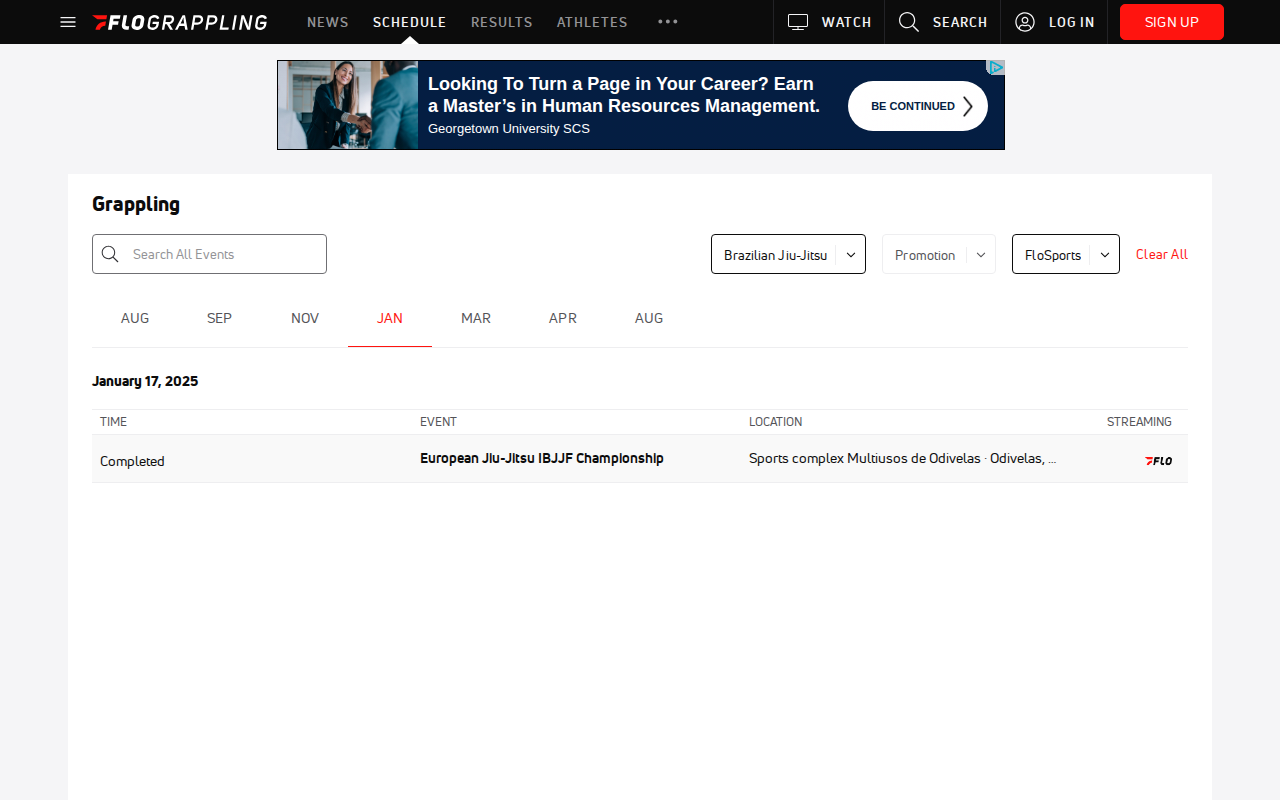 FLOGRAPPLING NEWS SCHEDULE RESULTS ATHLETES WATCH SEARCH LOG IN SIGN UP
Looking To Turn a Page in Your Career? Earn
a Master's in Human Resources Management.
Georgetown University SCS
BE CONTINUED
Grappling
Search All Events Brazilian Jiu-Jitsu Promotion FloSports Clear All
AUG SEP NOV JAN MAR APR AUG
January 17, 2025
TIME EVENT LOCATION STREAMING
Completed European Jiu-Jitsu IBJJF Championship Sports complex Multiusos de Odivelas · Odivelas, ... FLO